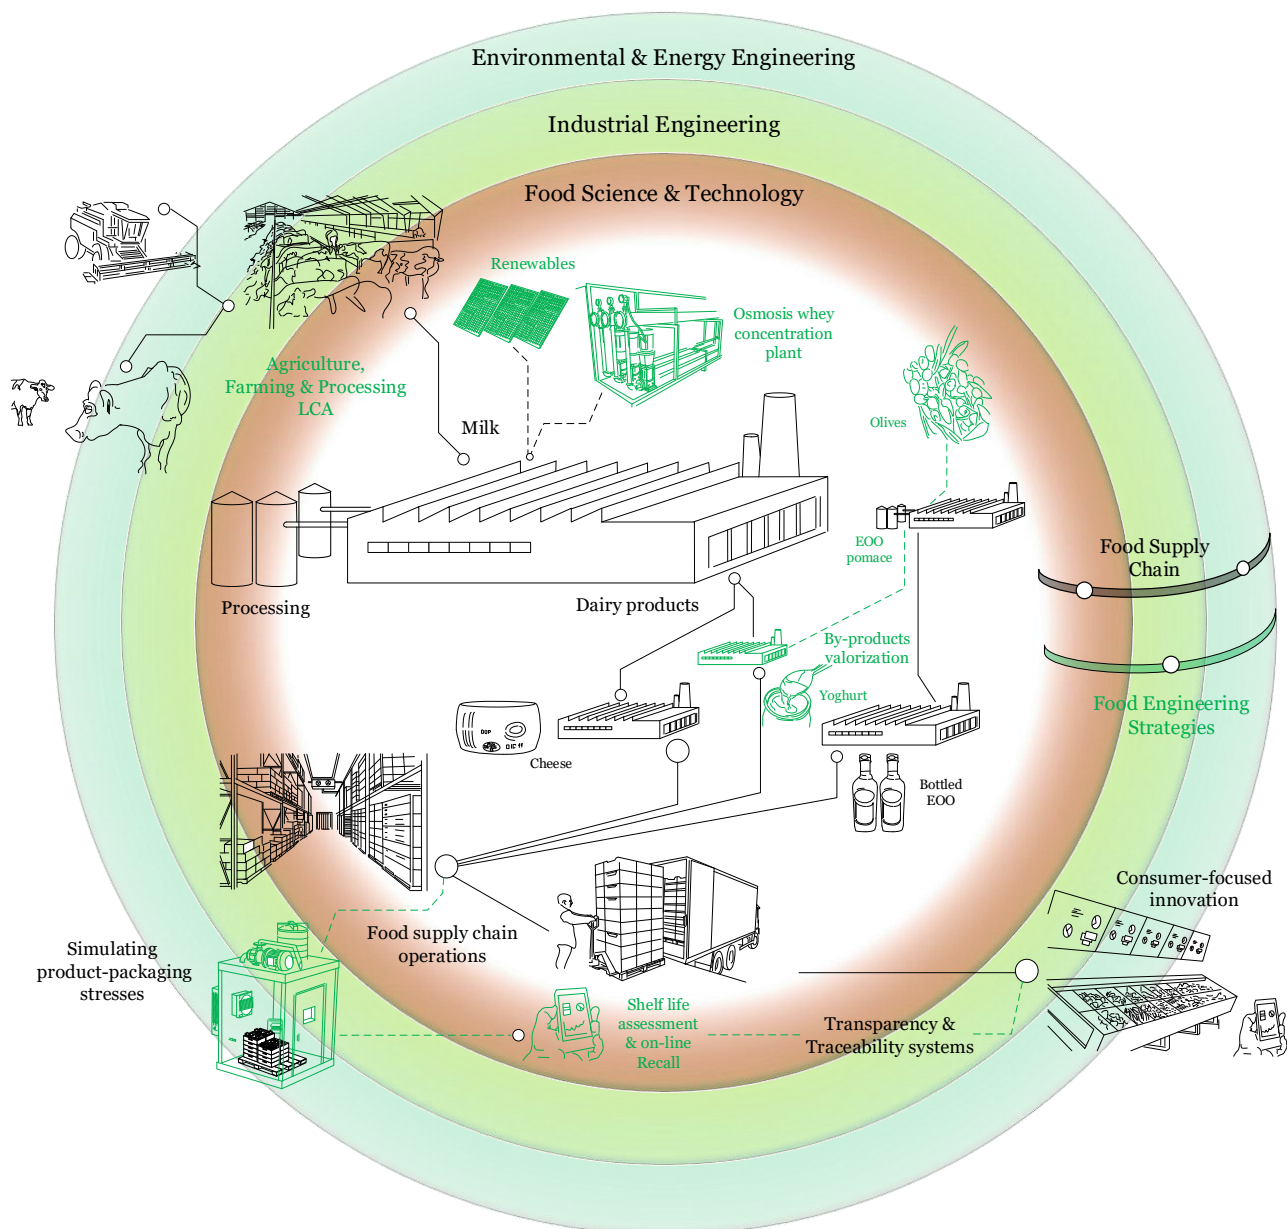 Environmental & Energy Engineering
Industrial Engineering
Food Science & Technology
Renewables
Osmosis whey
concentration
plant
Agriculture,
Farming & Processing
LCA
Milk
Olives
EOO
pomace
Food Supply
Chain
Processing
Dairy products
By-products
valorization
Yoghurt
Food Engineering
Strategies
DOP
Cheese
Bottled
EOO
Consumer-focused
innovation
Food supply chain
operations
Simulating
product-packaging
stresses
Shelf life
assessment
& on-line
Recall
Transparency &
Traceability systems